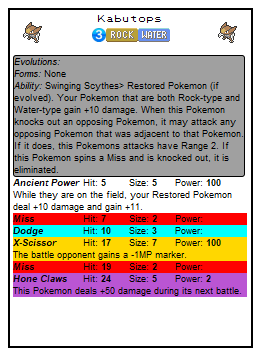 Kabutops
3 ROCK WATER
Evolutions:
Forms: None
Ability: Swinging Scythes> Restored Pokemon (if
evolved). Your Pokemon that are both Rock-type and
Water-type gain +10 damage. When this Pokemon
knocks out an opposing Pokemon, it may attack any
opposing Pokemon that was adjacent to that Pokemon.
If it does, this Pokemons attacks have Range 2. If
this Pokemon spins a Miss and is knocked out, it is
eliminated.
Ancient Power Hit: 5 Size: 5 Power: 100
While they are on the field, your Restored Pokemon
deal +10 damage and gain +11.
Miss Hit: 7 Size: 2 Power:
Dodge Hit: 10 Size: 3 Power:
X-Scissor Hit: 17 Size: 7 Power: 100
The battle opponent gains a -1MP marker.
Miss Hit: 19 Size: 2 Power:
Hone Claws Hit: 24 Size: 5 Power: 2
This Pokemon deals +50 damage during its next battle.